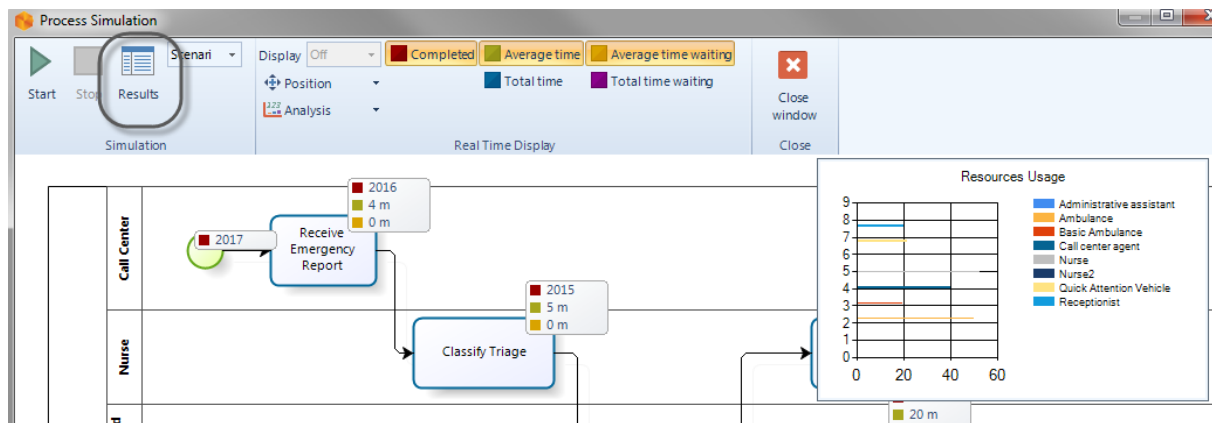 Process Simulation
Start
Stop
Results
Scenari
Simulation
Display Off
Position
Analysis
Completed
Average time
Average time waiting
Total time
Total time waiting
Real Time Display
Close
window
Close
Call Center
2017
Receive
Emergency
Report
2016
4 m
0 m
Nurse
Classify Triage
2015
5 m
0 m
Resources Usage
9
8
7
6
5
4
3
2
1
0
0 20 40 60
Administrative assistant
Ambulance
Basic Ambulance
Call center agent
Nurse
Nurse2
Quick Attention Vehicle
Receptionist
20 m